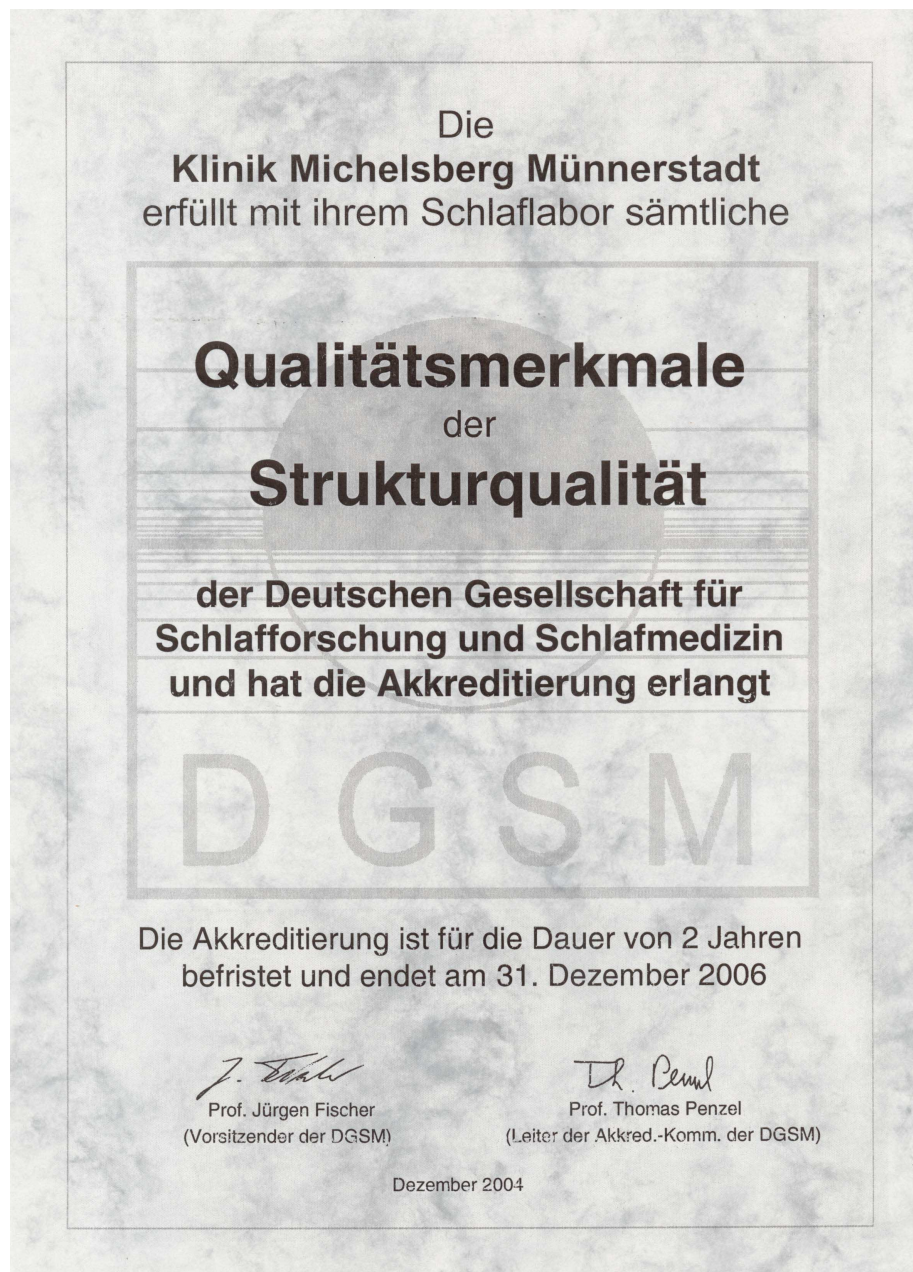 Die
Klinik Michelsberg Münnerstadt
erfüllt mit ihrem Schlaflabor sämtliche
Qualitätsmerkmale
der
Strukturqualität
der Deutschen Gesellschaft für
Schlafforschung und Schlafmedizin
und hat die Akkreditierung erlangt
DGSM
Die Akkreditierung ist für die Dauer von 2 Jahren
befristet und endet am 31. Dezember 2006
J. Fischer
Th. Penzel
Prof. Jürgen Fischer
Prof. Thomas Penzel
(Vorsitzender der DGSM)
(Leiter der Akkred.-Komm. der DGSM)
Dezember 2004